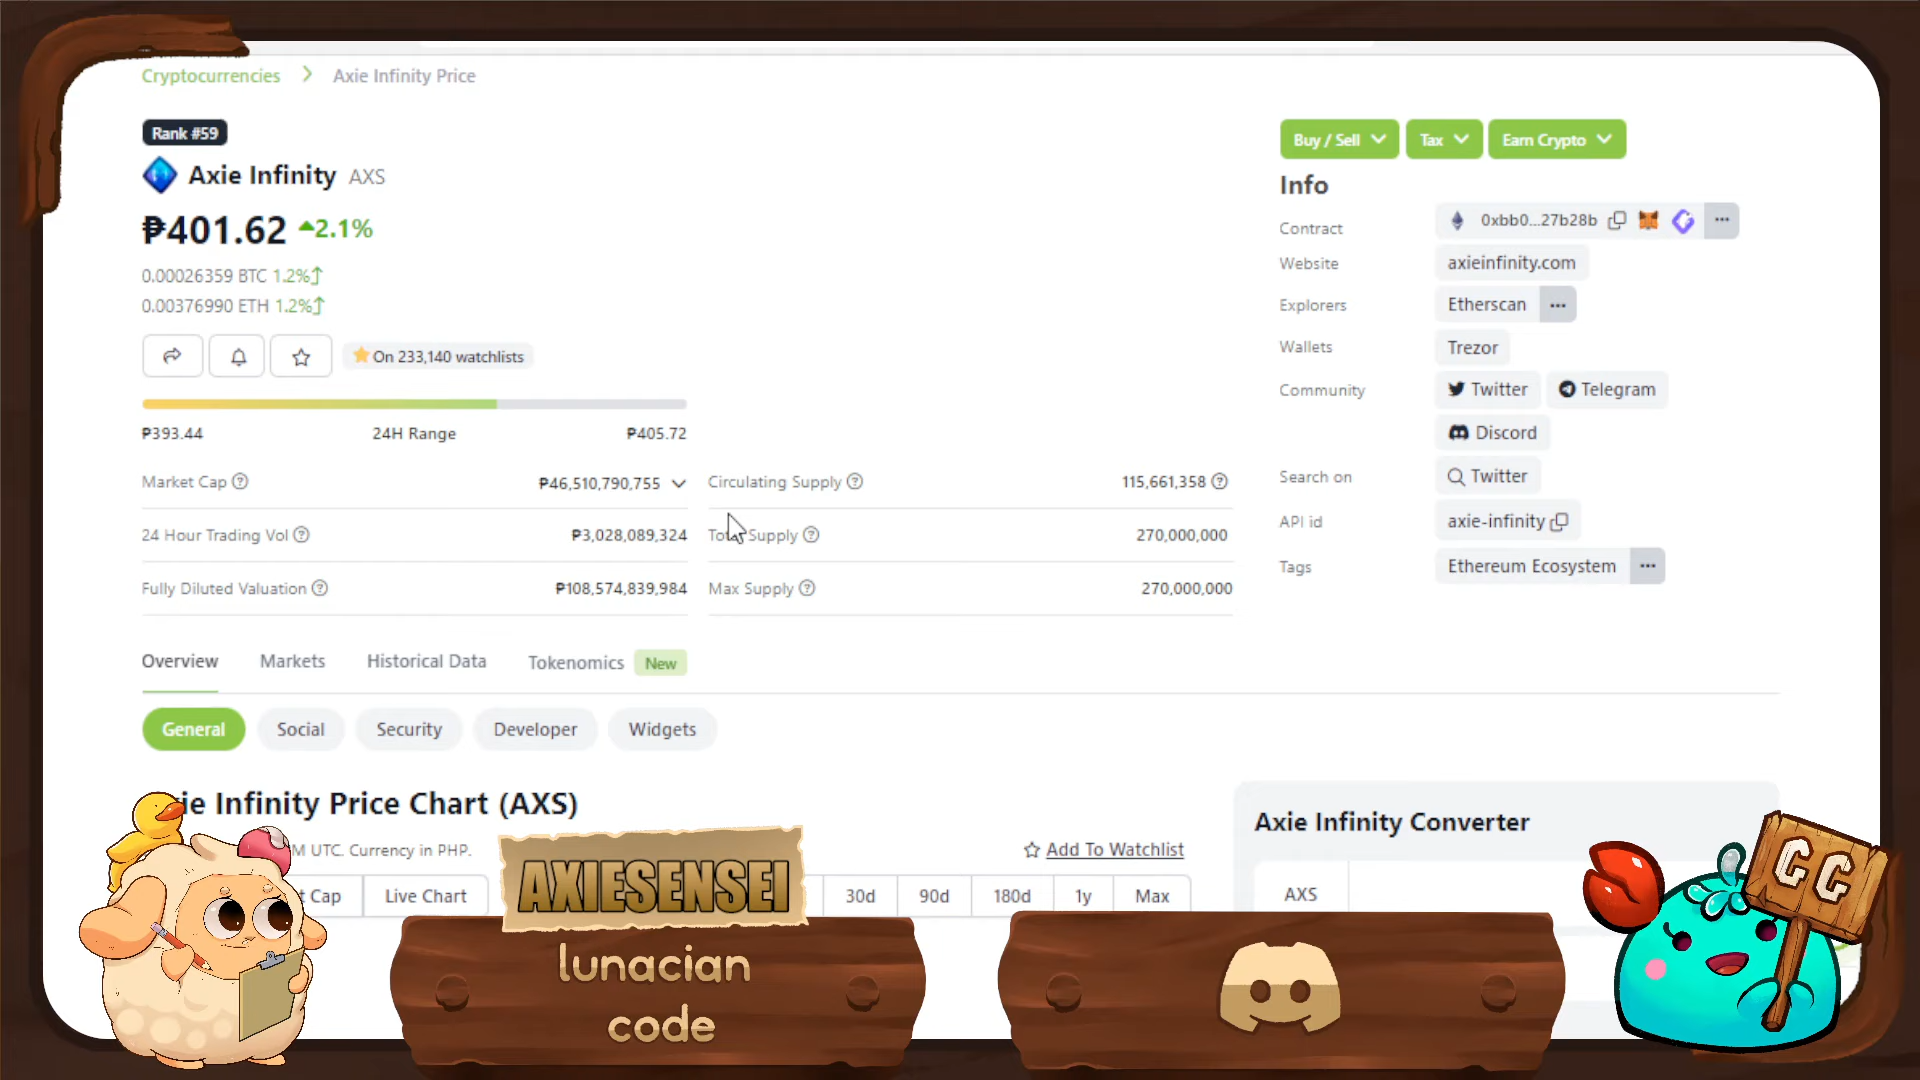 Cryptocurrencies > Axie Infinity Price
Rank #59
Axie Infinity AXS
₱401.62 2.1%
0.00026359 BTC 1.2%
0.00376990 ETH 1.2%
On 233,140 watchlists
₱393.44 24H Range ₱405.72
Market Cap ₱46,510,790,755
24 Hour Trading Vol ₱3,028,089,324
Fully Diluted Valuation ₱108,574,839,984
Circulating Supply 115,661,358
Supply 270,000,000
Max Supply 270,000,000
Buy / Sell Tax Earn Crypto
Info
Contract 0xbb0...27b28b ...
Website axieinfinity.com
Explorers Etherscan ...
Wallets Trezor
Community Twitter Telegram
Discord
Search on Twitter
API id axie-infinity
Tags Ethereum Ecosystem ...
Overview Markets Historical Data Tokenomics New
General Social Security Developer Widgets
ie Infinity Price Chart (AXS)
M UTC. Currency in PHP.
Add To Watchlist
Cap Live Chart 30d 90d 180d 1y Max
Axie Infinity Converter
AXS
AXIESENSEI
lunacian
code
CC